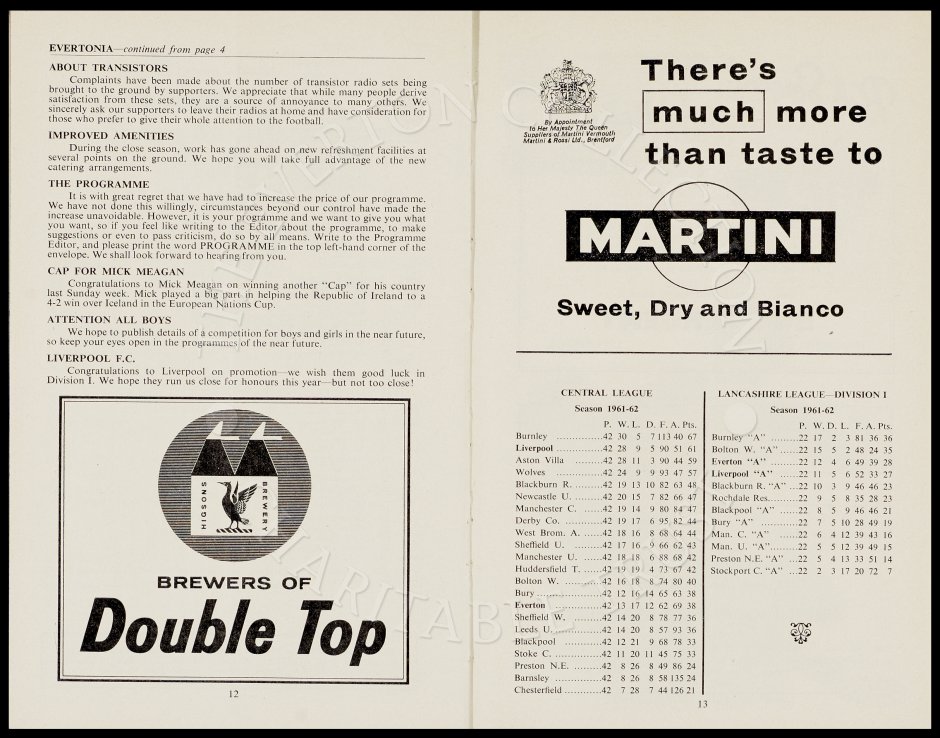 EVERTONIA—continued from page 4
ABOUT TRANSISTORS
Complaints have been made about the number of transistor radio sets being
brought to the ground by supporters. We appreciate that while many people derive
satisfaction from these sets, they are a source of annoyance to many others. We
sincerely ask our supporters to leave their radios at home and have consideration for
those who prefer to give their whole attention to the football.
IMPROVED AMENITIES
During the close season, work has gone ahead on new refreshment facilities at
several points on the ground. We hope you will take full advantage of the new
catering arrangements.
THE PROGRAMME
It is with great regret that we have had to increase the price of our programme.
We have not done this willingly, circumstances beyond our control have made the
increase unavoidable. However, it is your programme and we want to give you what
you want, so if you feel like writing to the Editor about the programme, to make
suggestions or even to pass criticism, do so by all means. Write to the Programme
Editor, and please print the word PROGRAMME in the top left-hand corner of the
envelope. We shall look forward to hearing from you.
CAP FOR MICK MEAGAN
Congratulations to Mick Meagan on winning another "Cap" for his country
last Sunday week. Mick played a big part in helping the Republic of Ireland to a
4-2 win over Iceland in the European Nations Cup.
ATTENTION ALL BOYS
We hope to publish details of a competition for boys and girls in the near future,
so keep your eyes open in the programmes of the near future.
LIVERPOOL F.C.
Congratulations to Liverpool on promotion—we wish them good luck in
Division I. We hope they run us close for honours this year—but not too close!
HIGSONS BREWERY
BREWERS OF
Double Top
12
By Appointment
to Her Majesty The Queen
Suppliers of Martini Vermouth
Martini & Rossi Ltd., Brentford
There's
much more
than taste to
MARTINI
Sweet, Dry and Bianco
CENTRAL LEAGUE
Season 1961-62
P. W. L. D. F. A. Pts.
Burnley ..............42 30 5 7 113 40 67
Liverpool ............42 28 9 5 90 51 61
Aston Villa ..........42 28 11 3 90 44 59
Wolves ...............42 24 9 9 93 47 57
Blackburn R. .........42 19 13 10 82 63 48
Newcastle U. .........42 20 15 7 82 66 47
Manchester C. ........42 19 14 9 80 84 47
Derby Co. ............42 19 17 6 95 82 44
West Brom. A. ........42 18 16 8 68 64 44
Sheffield U. .........42 17 16 9 66 62 43
Manchester U. ........42 18 18 6 88 68 42
Huddersfield T. ......42 19 19 4 73 67 42
Bolton W. ............42 16 18 8 74 80 40
Bury .................42 12 16 14 65 63 38
Everton ..............42 13 17 12 62 69 38
Sheffield W. .........42 14 20 8 78 77 36
Leeds U. .............42 14 20 8 57 93 36
Blackpool ............42 12 21 9 68 78 33
Stoke C. .............42 11 20 11 45 75 33
Preston N.E. .........42 8 26 8 49 86 24
Barnsley .............42 8 26 8 58 135 24
Chesterfield .........42 7 28 7 44 126 21
LANCASHIRE LEAGUE—DIVISION I
Season 1961-62
P. W. D. L. F. A. Pts.
Burnley "A" ..........22 17 2 3 81 36 36
Bolton W. "A" ........22 15 5 2 48 24 35
Everton "A" ..........22 12 4 6 49 39 28
Liverpool "A" ........22 11 5 6 52 33 27
Blackburn R. "A" .....22 10 3 9 46 46 23
Rochdale Res..........22 9 5 8 35 28 23
Blackpool "A" ........22 8 5 9 46 46 21
Bury "A" .............22 7 5 10 28 49 19
Man. C. "A" ..........22 6 4 12 39 43 16
Man. U. "A"...........22 5 5 12 39 49 15
Preston N.E. "A" .....22 5 4 13 33 51 14
Stockport C. "A" .....22 2 3 17 20 72 7
13